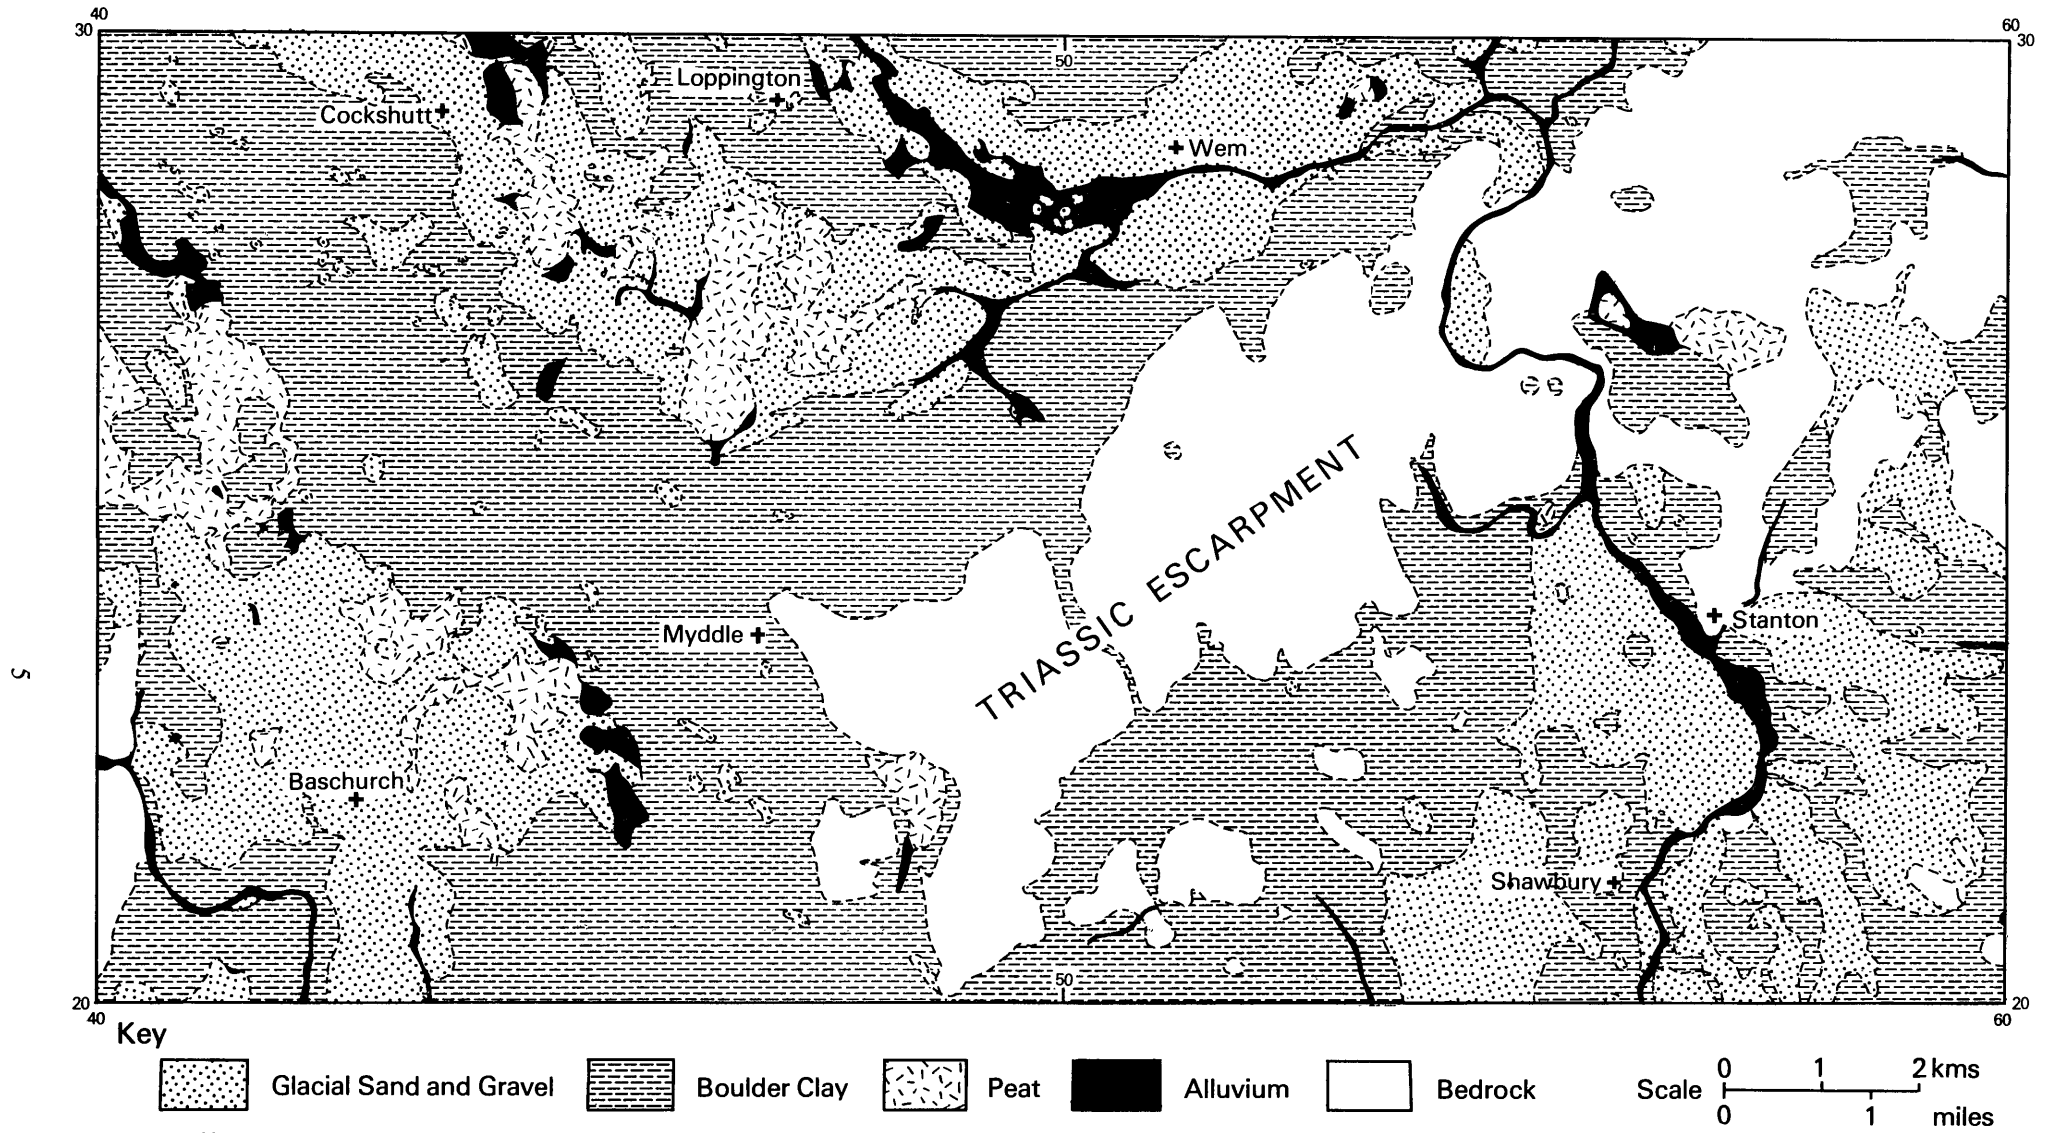 40
60
30
30
50
Loppington
Cockshutt
Wem
TRIASSIC ESCARPMENT
Stanton
Myddle
5
Baschurch
Shawbury
50
20
20
40
60
Key
Glacial Sand and Gravel
Boulder Clay
Peat
Alluvium
Bedrock
Scale
0 1 2 kms
0 1 miles